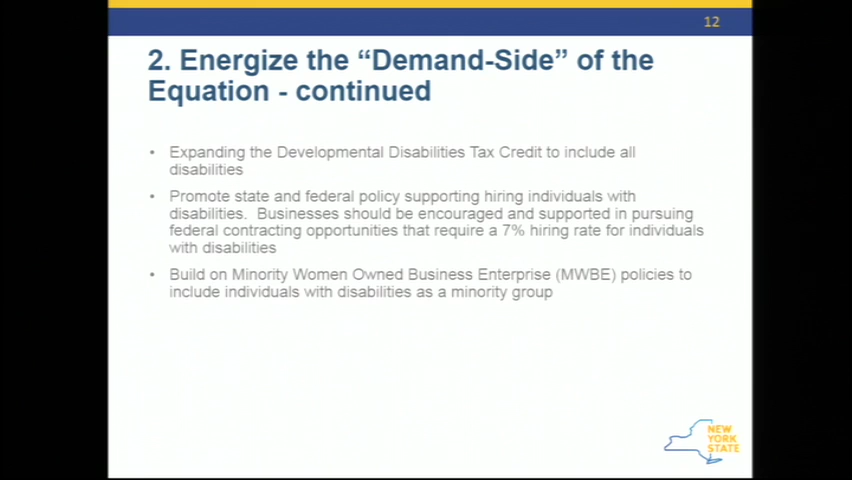 12
2. Energize the “Demand-Side” of the
Equation - continued
• Expanding the Developmental Disabilities Tax Credit to include all
disabilities
• Promote state and federal policy supporting hiring individuals with
disabilities.  Businesses should be encouraged and supported in pursuing
federal contracting opportunities that require a 7% hiring rate for individuals
with disabilities
• Build on Minority Women Owned Business Enterprise (MWBE) policies to
include individuals with disabilities as a minority group
NEW
YORK
STATE